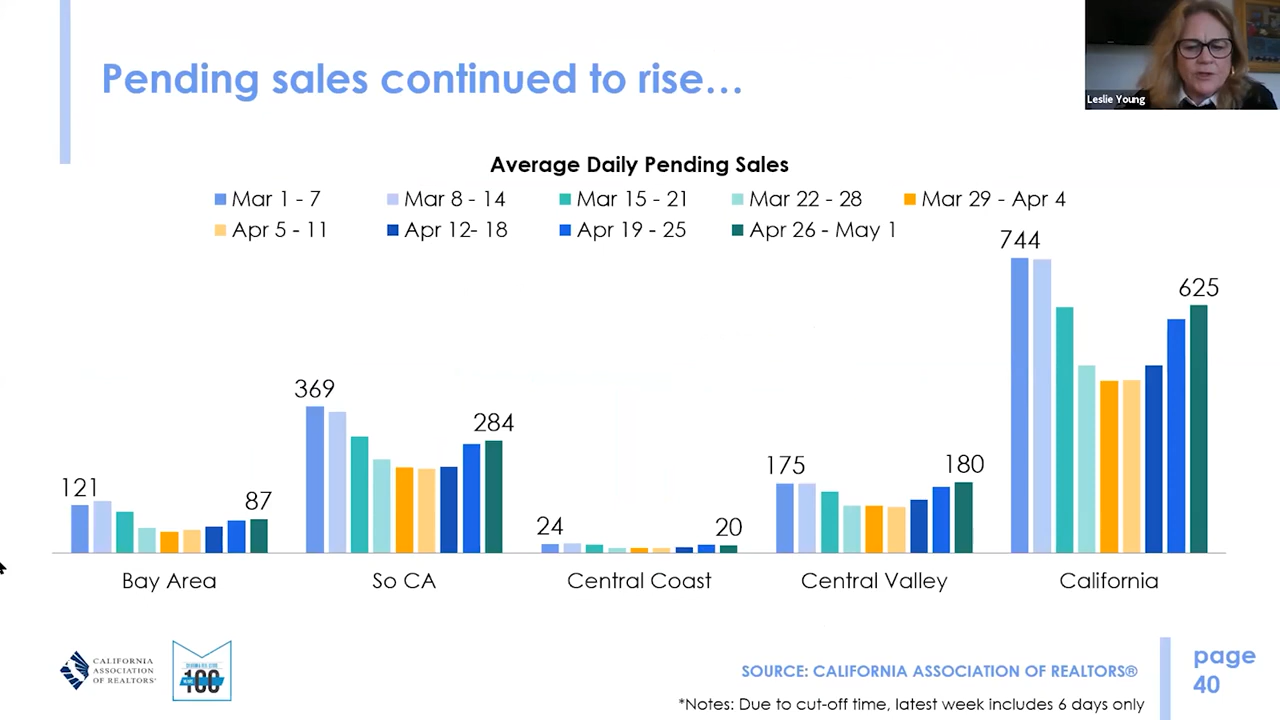 Pending sales continued to rise…
Leslie Young
Average Daily Pending Sales
Mar 1 - 7
Mar 8 - 14
Mar 15 - 21
Mar 22 - 28
Mar 29 - Apr 4
Apr 5 - 11
Apr 12- 18
Apr 19 - 25
Apr 26 - May 1
121
87
369
284
24
20
175
180
744
625
Bay Area
So CA
Central Coast
Central Valley
California
CALIFORNIA
ASSOCIATION
OF REALTORS®
100
SOURCE: CALIFORNIA ASSOCIATION OF REALTORS®
*Notes: Due to cut-off time, latest week includes 6 days only
page
40